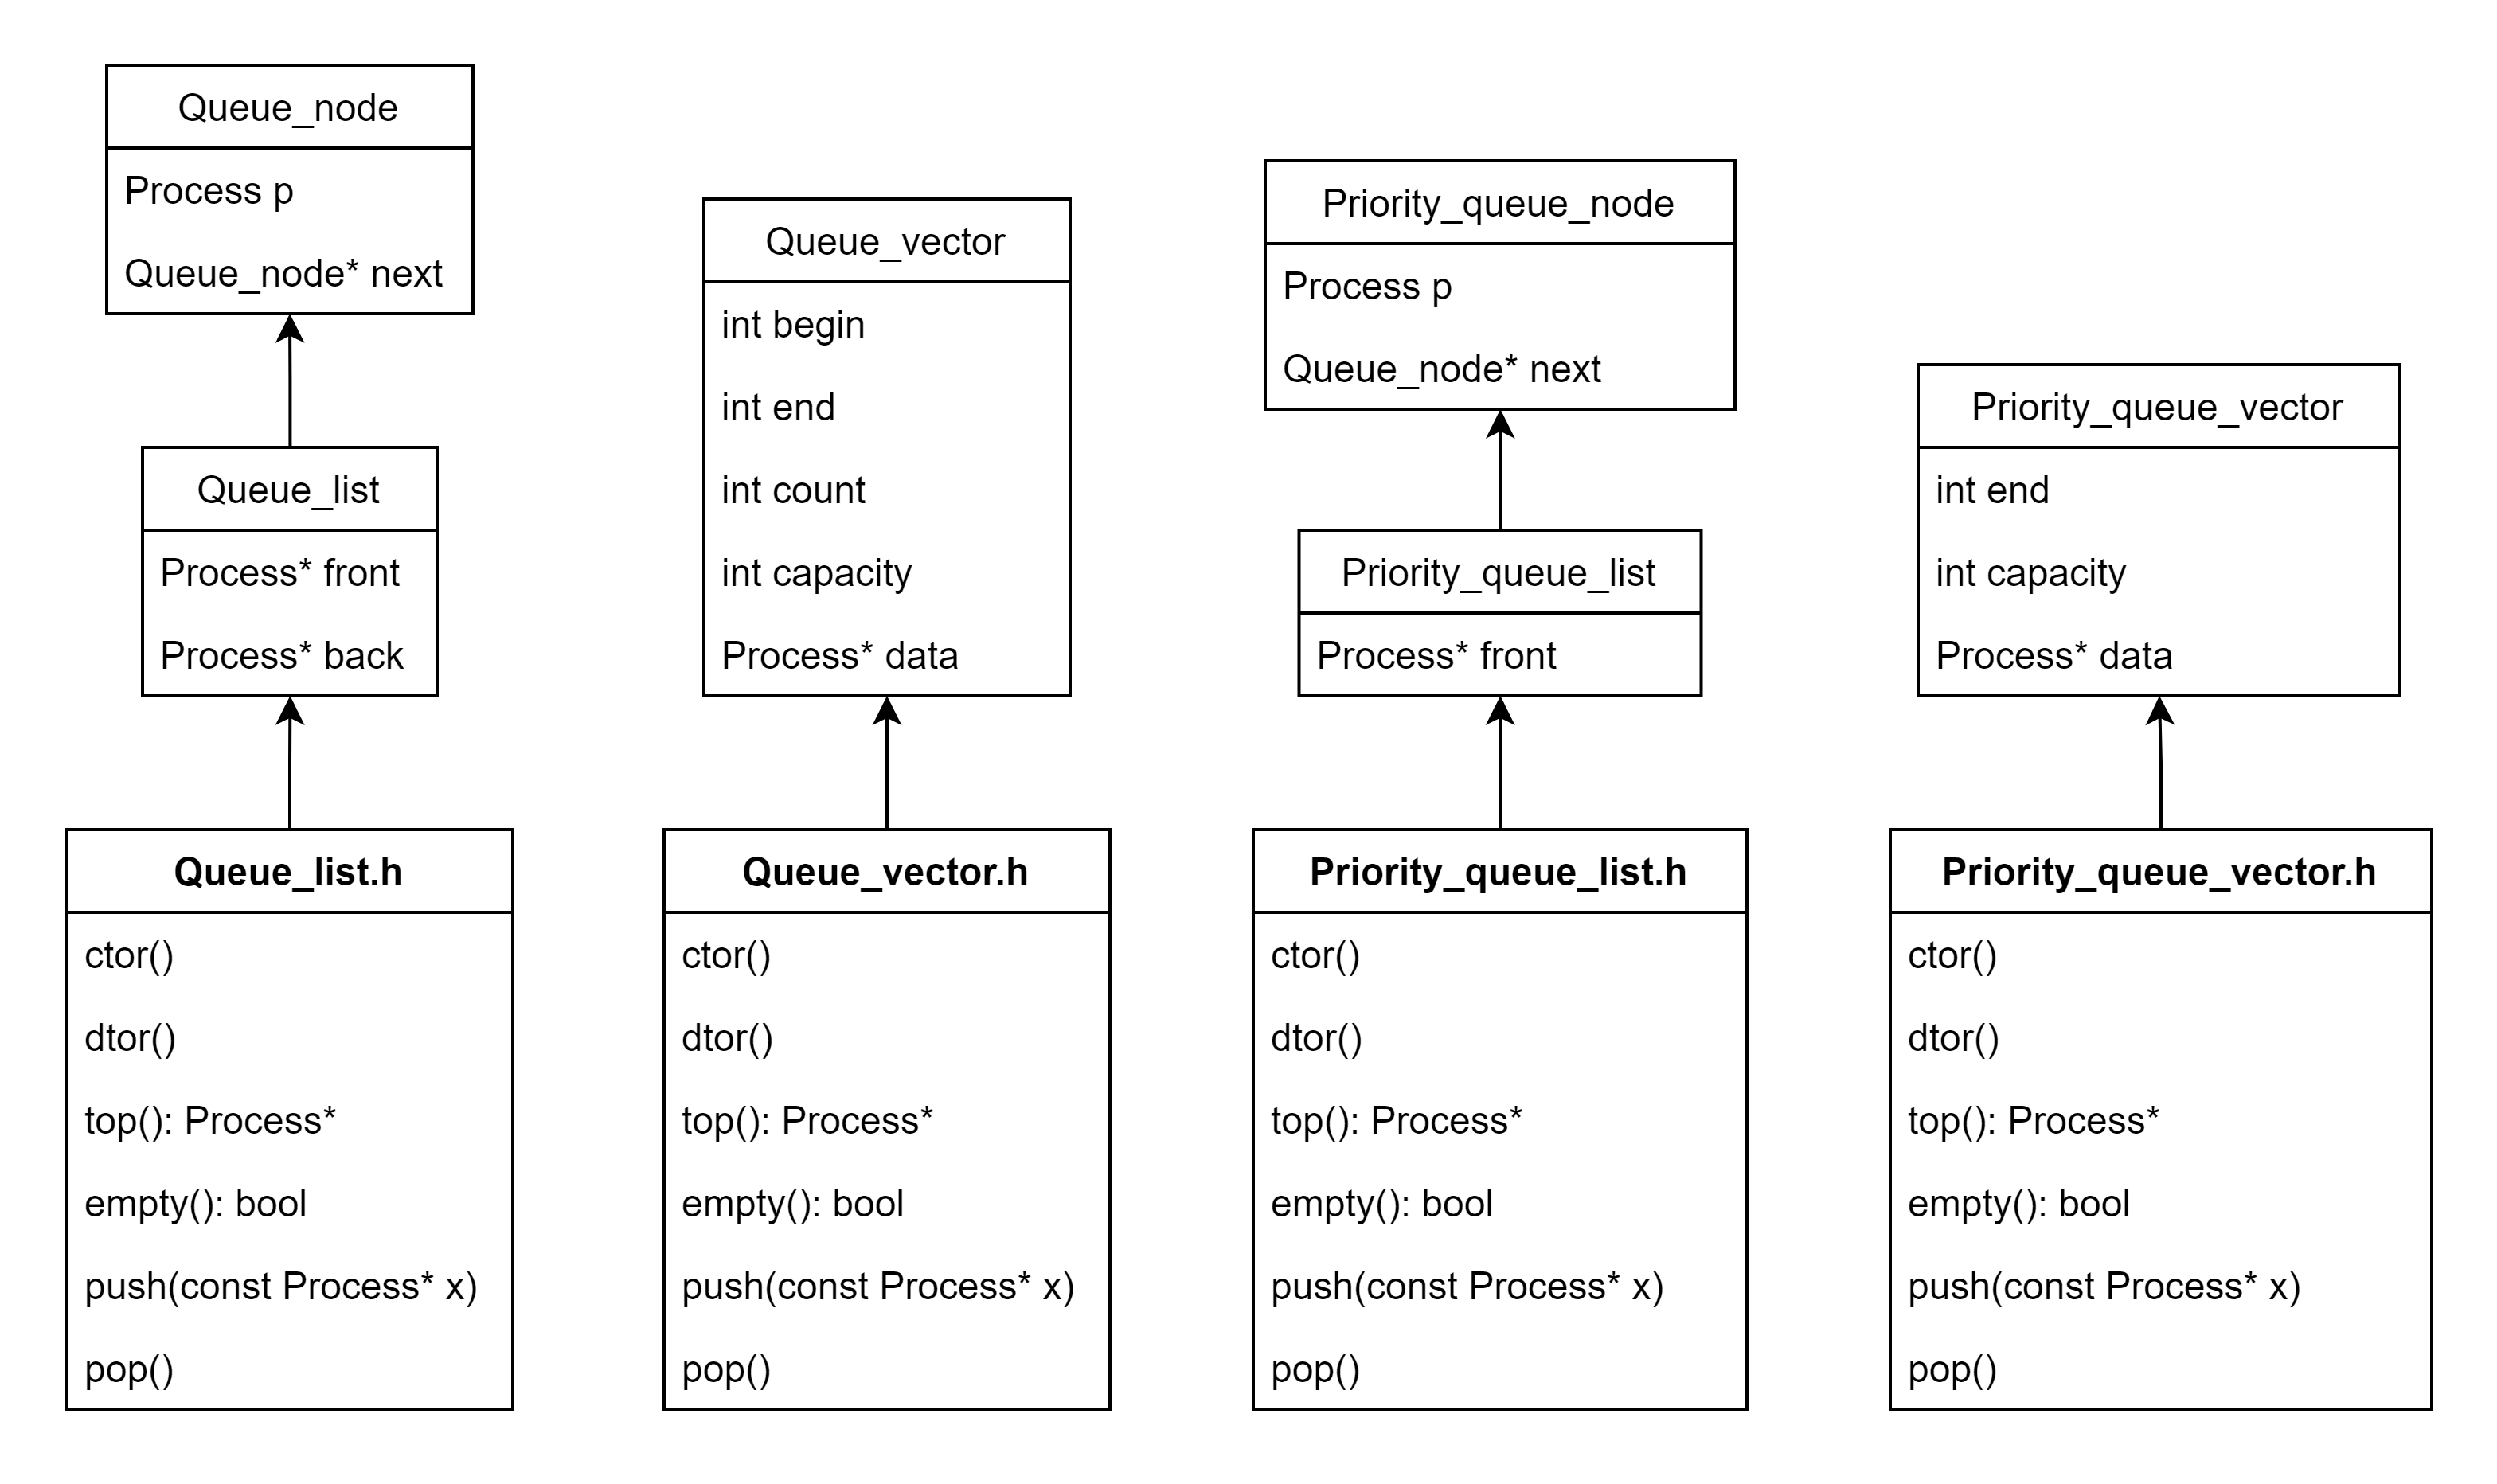 Queue_node
Process p
Queue_node* next
Queue_list
Process* front
Process* back
Queue_list.h
ctor()
dtor()
top(): Process*
empty(): bool
push(const Process* x)
pop()
Queue_vector
int begin
int end
int count
int capacity
Process* data
Queue_vector.h
ctor()
dtor()
top(): Process*
empty(): bool
push(const Process* x)
pop()
Priority_queue_node
Process p
Queue_node* next
Priority_queue_list
Process* front
Priority_queue_list.h
ctor()
dtor()
top(): Process*
empty(): bool
push(const Process* x)
pop()
Priority_queue_vector
int end
int capacity
Process* data
Priority_queue_vector.h
ctor()
dtor()
top(): Process*
empty(): bool
push(const Process* x)
pop()